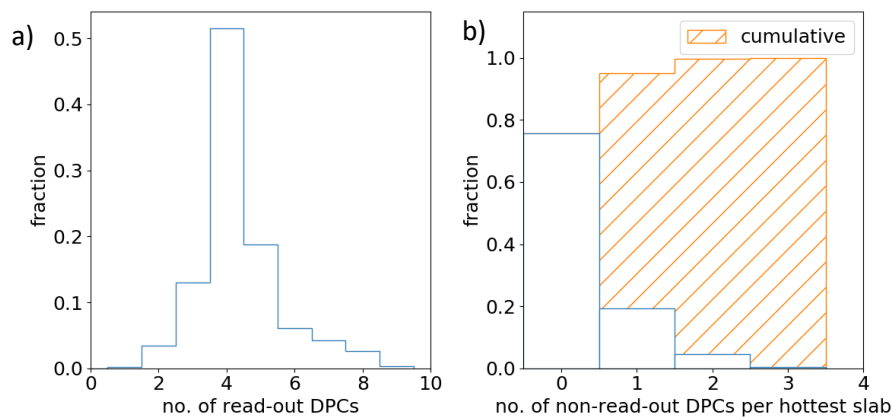 a)
fraction
0.5
0.4
0.3
0.2
0.1
0.0
0 2 4 6 8 10
no. of read-out DPCs
b)
cumulative
fraction
1.0
0.8
0.6
0.4
0.2
0.0
0 1 2 3 4
no. of non-read-out DPCs per hottest slab